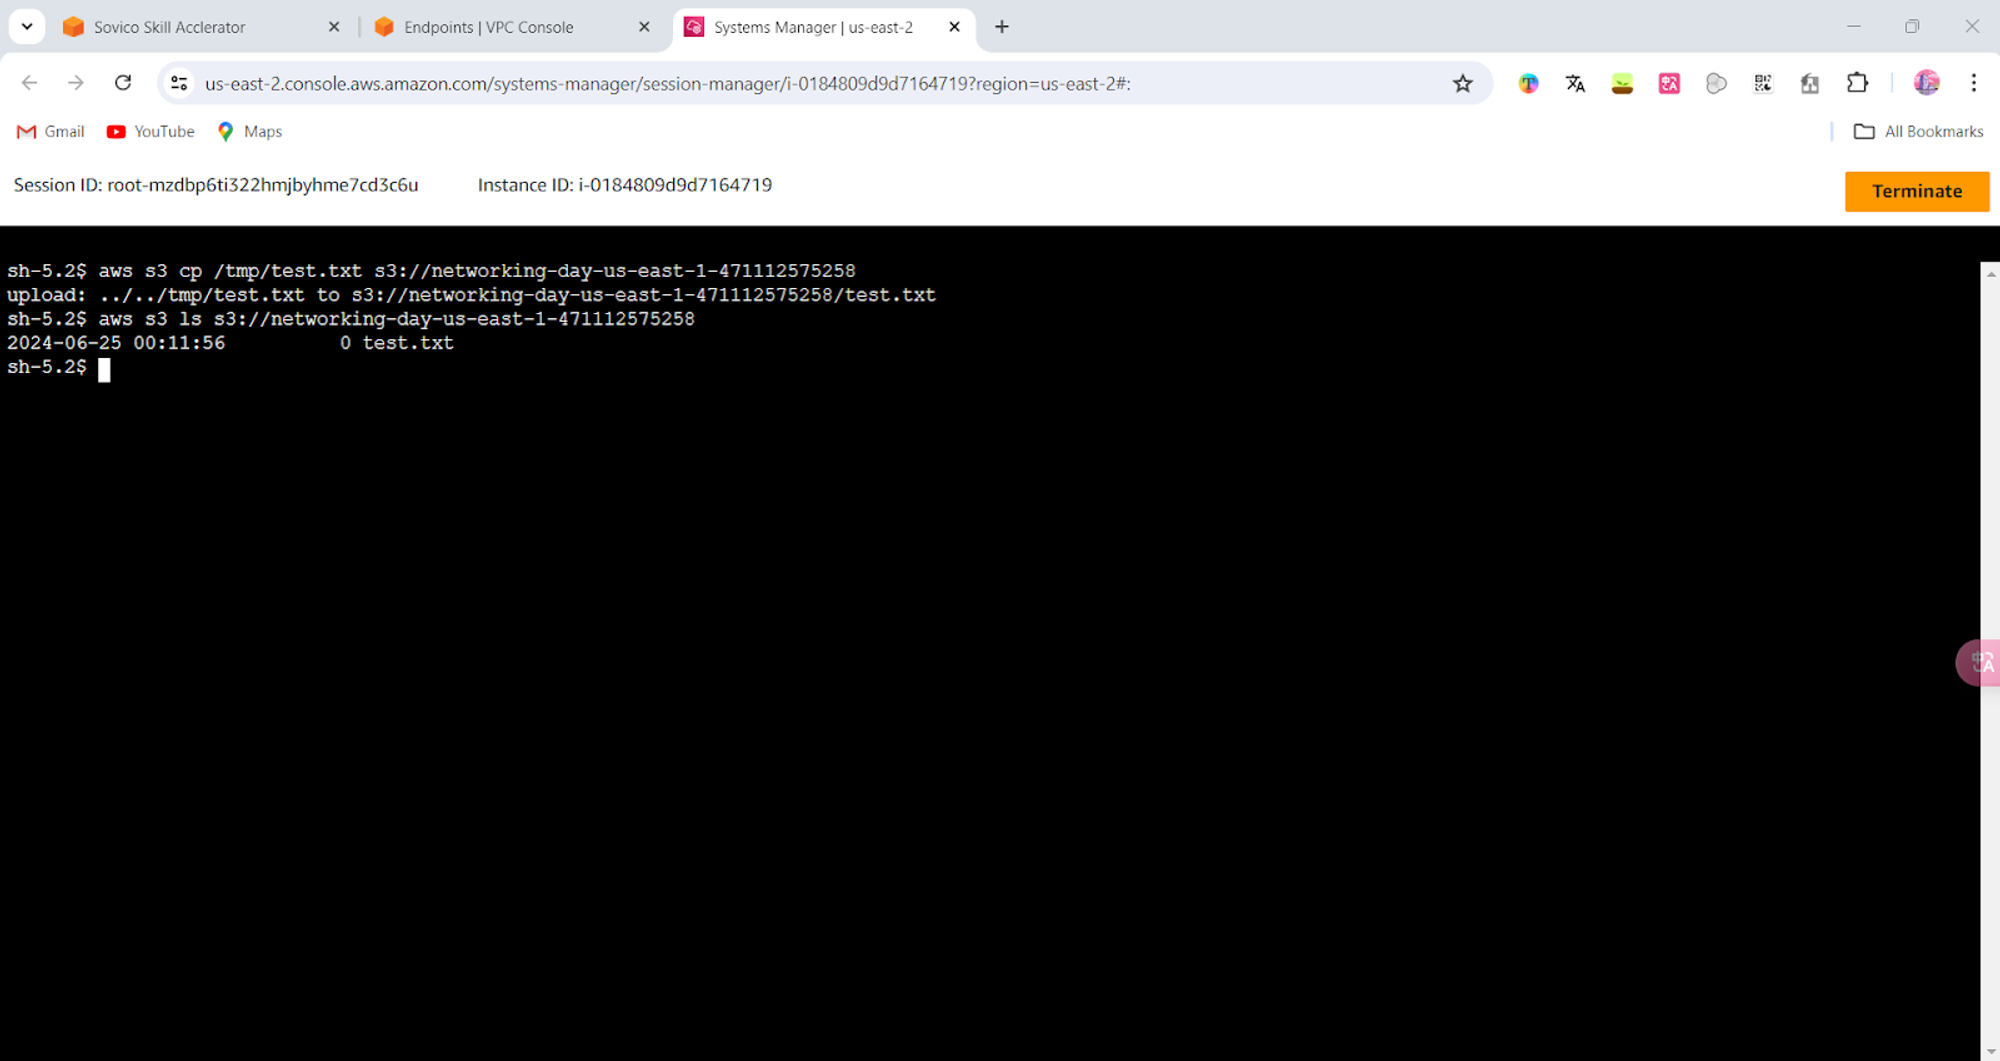 Sovico Skill Acclerator
Endpoints | VPC Console
Systems Manager | us-east-2
us-east-2.console.aws.amazon.com/systems-manager/session-manager/i-0184809d9d7164719?region=us-east-2#:
Gmail
YouTube
Maps
All Bookmarks
Session ID: root-mzdbp6ti322hmjbyhme7cd3c6u
Instance ID: i-0184809d9d7164719
Terminate
sh-5.2$ aws s3 cp /tmp/test.txt s3://networking-day-us-east-1-471112575258
upload: ../../tmp/test.txt to s3://networking-day-us-east-1-471112575258/test.txt
sh-5.2$ aws s3 ls s3://networking-day-us-east-1-471112575258
2024-06-25 00:11:56          0 test.txt
sh-5.2$